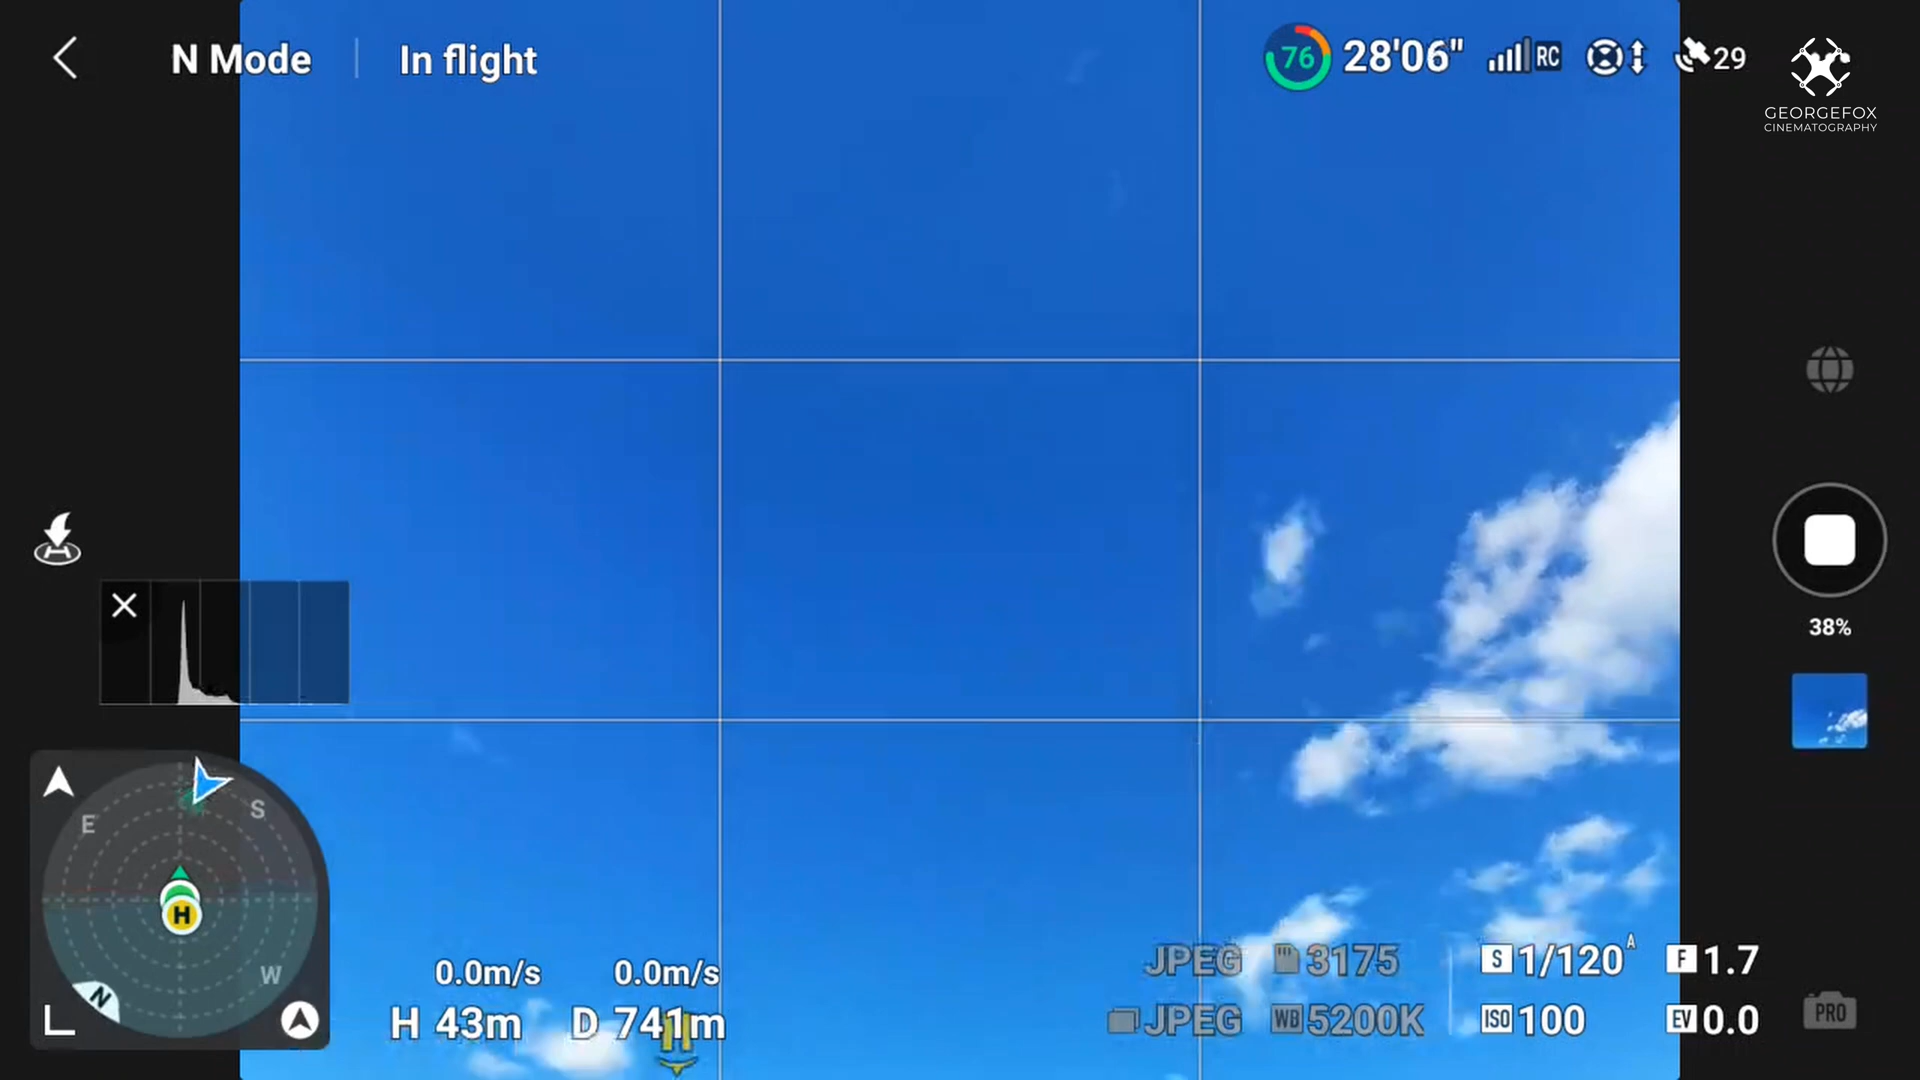 N Mode
In flight
76
28'06"
RC
29
GEORGEFOX
CINEMATOGRAPHY
38%
E
S
H
W
N
0.0m/s 0.0m/s
H 43m D 741m
JPEG 3175
S 1/120 A
F 1.7
JPEG WB 5200K
ISO 100
EV 0.0
PRO